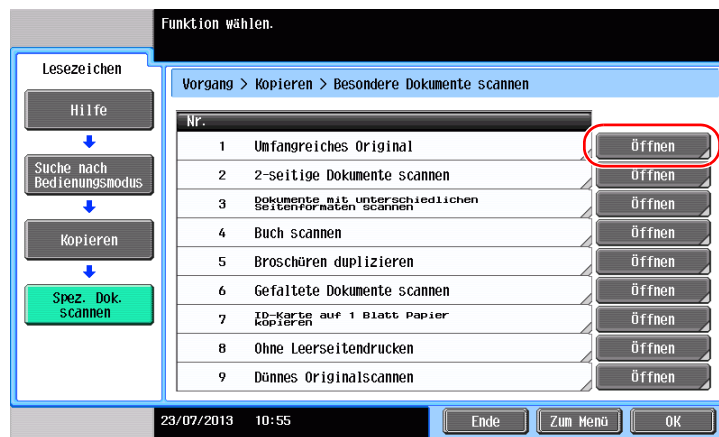 Funktion wählen.
Lesezeichen
Hilfe
Suche nach
Bedienungsmodus
Kopieren
Spez. Dok.
scannen
Vorgang > Kopieren > Besondere Dokumente scannen
Nr.
1 Umfangreiches Original Öffnen
2 2-seitige Dokumente scannen Öffnen
3 Dokumente mit unterschiedlichen
Seitenformaten scannen Öffnen
4 Buch scannen Öffnen
5 Broschüren duplizieren Öffnen
6 Gefaltete Dokumente scannen Öffnen
7 ID-Karte auf 1 Blatt Papier
kopieren Öffnen
8 Ohne Leerseitendrucken Öffnen
9 Dünnes Originalscannen Öffnen
23/07/2013 10:55 Ende Zum Menü OK